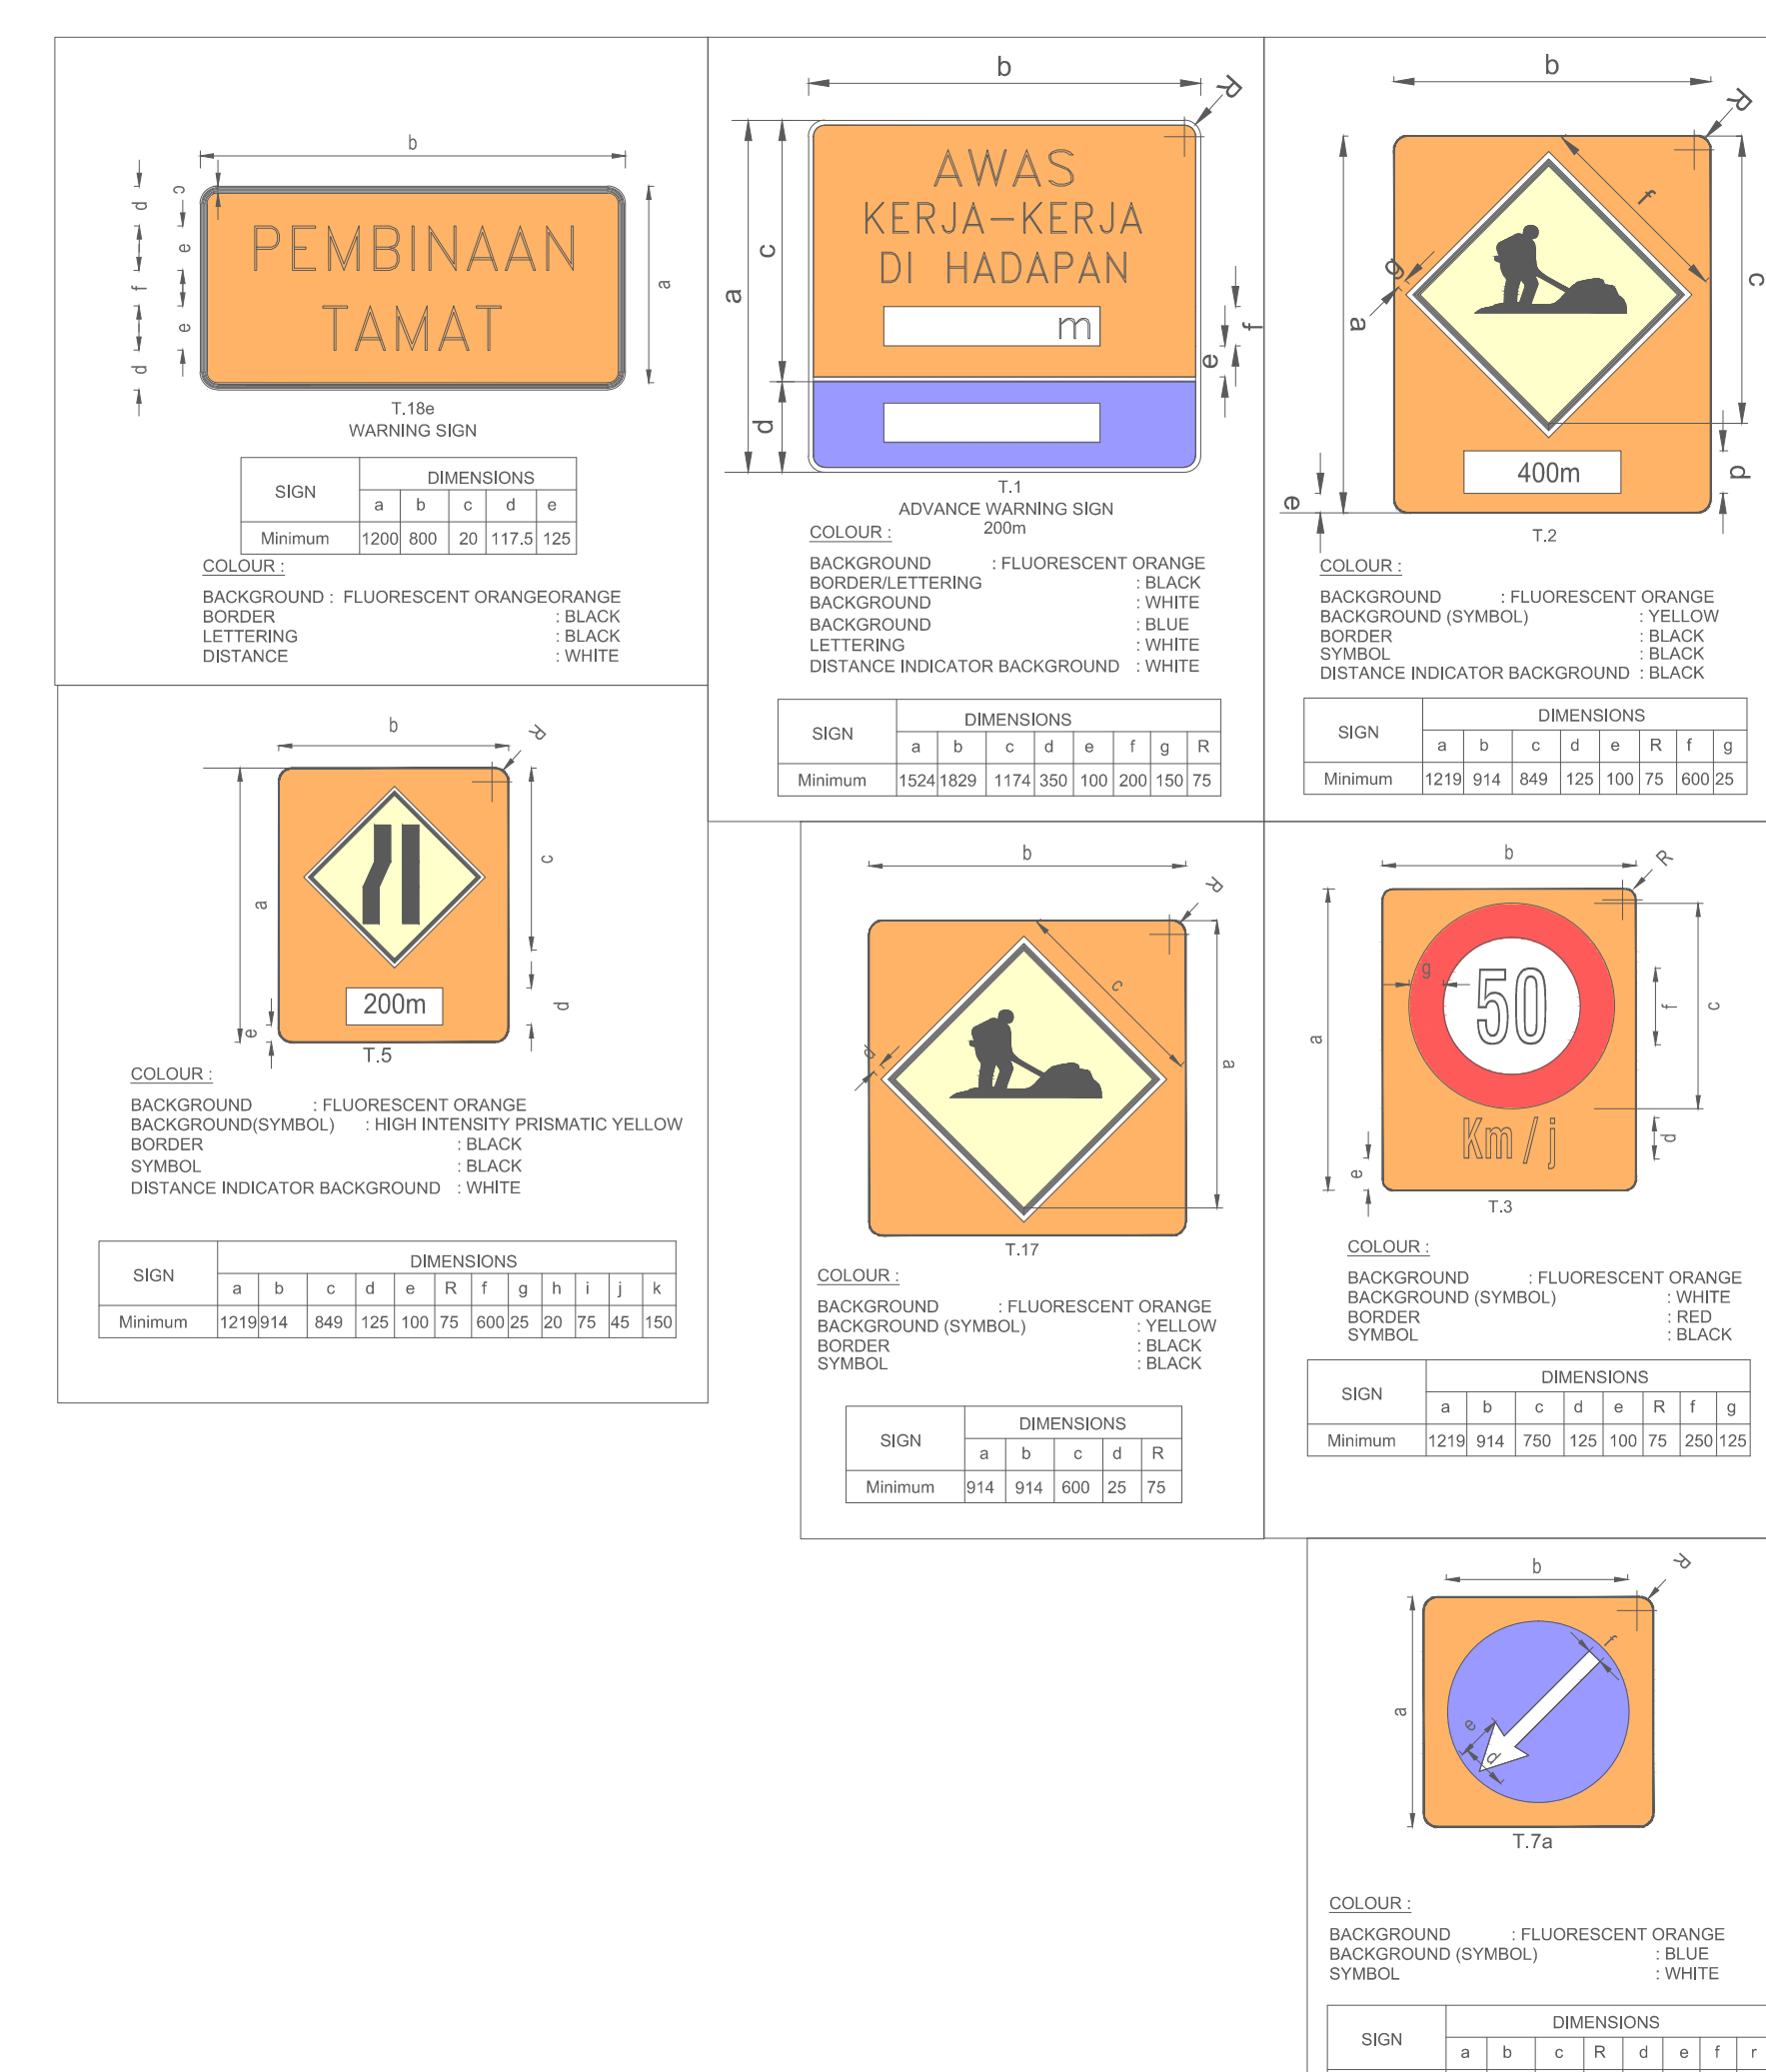 b
R
c
d
e
f
e
d
a
PEMBINAAN
TAMAT
T.18e
WARNING SIGN
SIGN DIMENSIONS
a b c d e
Minimum 1200 800 20 117.5 125
COLOUR :
BACKGROUND : FLUORESCENT ORANGEORANGE
BORDER : BLACK
LETTERING : BLACK
DISTANCE : WHITE
b
R
a
c
d
e
f
AWAS
KERJA-KERJA
DI HADAPAN
m
T.1
ADVANCE WARNING SIGN
200m
COLOUR :
BACKGROUND : FLUORESCENT ORANGE
BORDER/LETTERING : BLACK
BACKGROUND : WHITE
BACKGROUND : BLUE
LETTERING : WHITE
DISTANCE INDICATOR BACKGROUND : WHITE
SIGN DIMENSIONS
a b c d e f g R
Minimum 1524 1829 1174 350 100 200 150 75
b
R
f
g
a
c
d
e
400m
T.2
COLOUR :
BACKGROUND : FLUORESCENT ORANGE
BACKGROUND (SYMBOL) : YELLOW
BORDER : BLACK
SYMBOL : BLACK
DISTANCE INDICATOR BACKGROUND : BLACK
SIGN DIMENSIONS
a b c d e R f g
Minimum 1219 914 849 125 100 75 600 25
b
R
a
c
d
e
200m
T.5
COLOUR :
BACKGROUND : FLUORESCENT ORANGE
BACKGROUND(SYMBOL) : HIGH INTENSITY PRISMATIC YELLOW
BORDER : BLACK
SYMBOL : BLACK
DISTANCE INDICATOR BACKGROUND : WHITE
SIGN DIMENSIONS
a b c d e R f g h i j k
Minimum 1219 914 849 125 100 75 600 25 20 75 45 150
b
R
c
d
a
T.17
COLOUR :
BACKGROUND : FLUORESCENT ORANGE
BACKGROUND (SYMBOL) : YELLOW
BORDER : BLACK
SYMBOL : BLACK
SIGN DIMENSIONS
a b c d R
Minimum 914 914 600 25 75
b
R
g
f
c
a
d
e
50
Km / j
T.3
COLOUR :
BACKGROUND : FLUORESCENT ORANGE
BACKGROUND (SYMBOL) : WHITE
BORDER : RED
SYMBOL : BLACK
SIGN DIMENSIONS
a b c d e R f g
Minimum 1219 914 750 125 100 75 250 125
b
R
f
a
e
d
T.7a
COLOUR :
BACKGROUND : FLUORESCENT ORANGE
BACKGROUND (SYMBOL) : BLUE
SYMBOL : WHITE
SIGN DIMENSIONS
a b c R d e f r